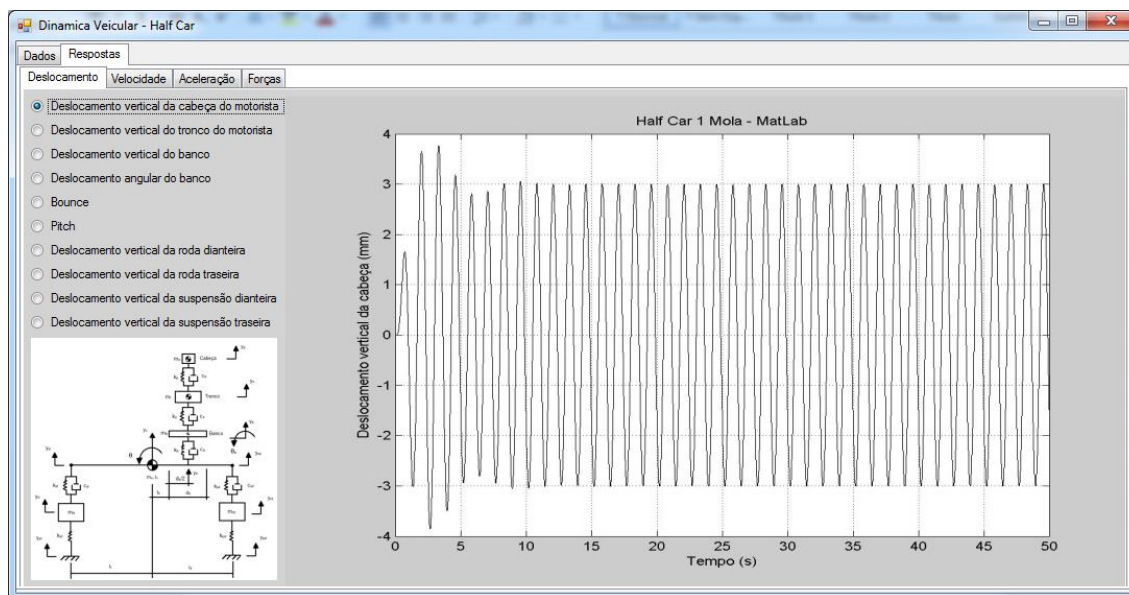 Dinamica Veicular - Half Car
Dados Respostas
Deslocamento Velocidade Aceleração Forças
Deslocamento vertical da cabeça do motorista
Deslocamento vertical do tronco do motorista
Deslocamento vertical do banco
Deslocamento angular do banco
Bounce
Pitch
Deslocamento vertical da roda dianteira
Deslocamento vertical da roda traseira
Deslocamento vertical da suspensão dianteira
Deslocamento vertical da suspensão traseira
Cabeça
Tronco
Banco
Half Car 1 Mola - MatLab
Deslocamento vertical da cabeça (mm)
4
3
2
1
0
-1
-2
-3
-4
0 5 10 15 20 25 30 35 40 45 50
Tempo (s)